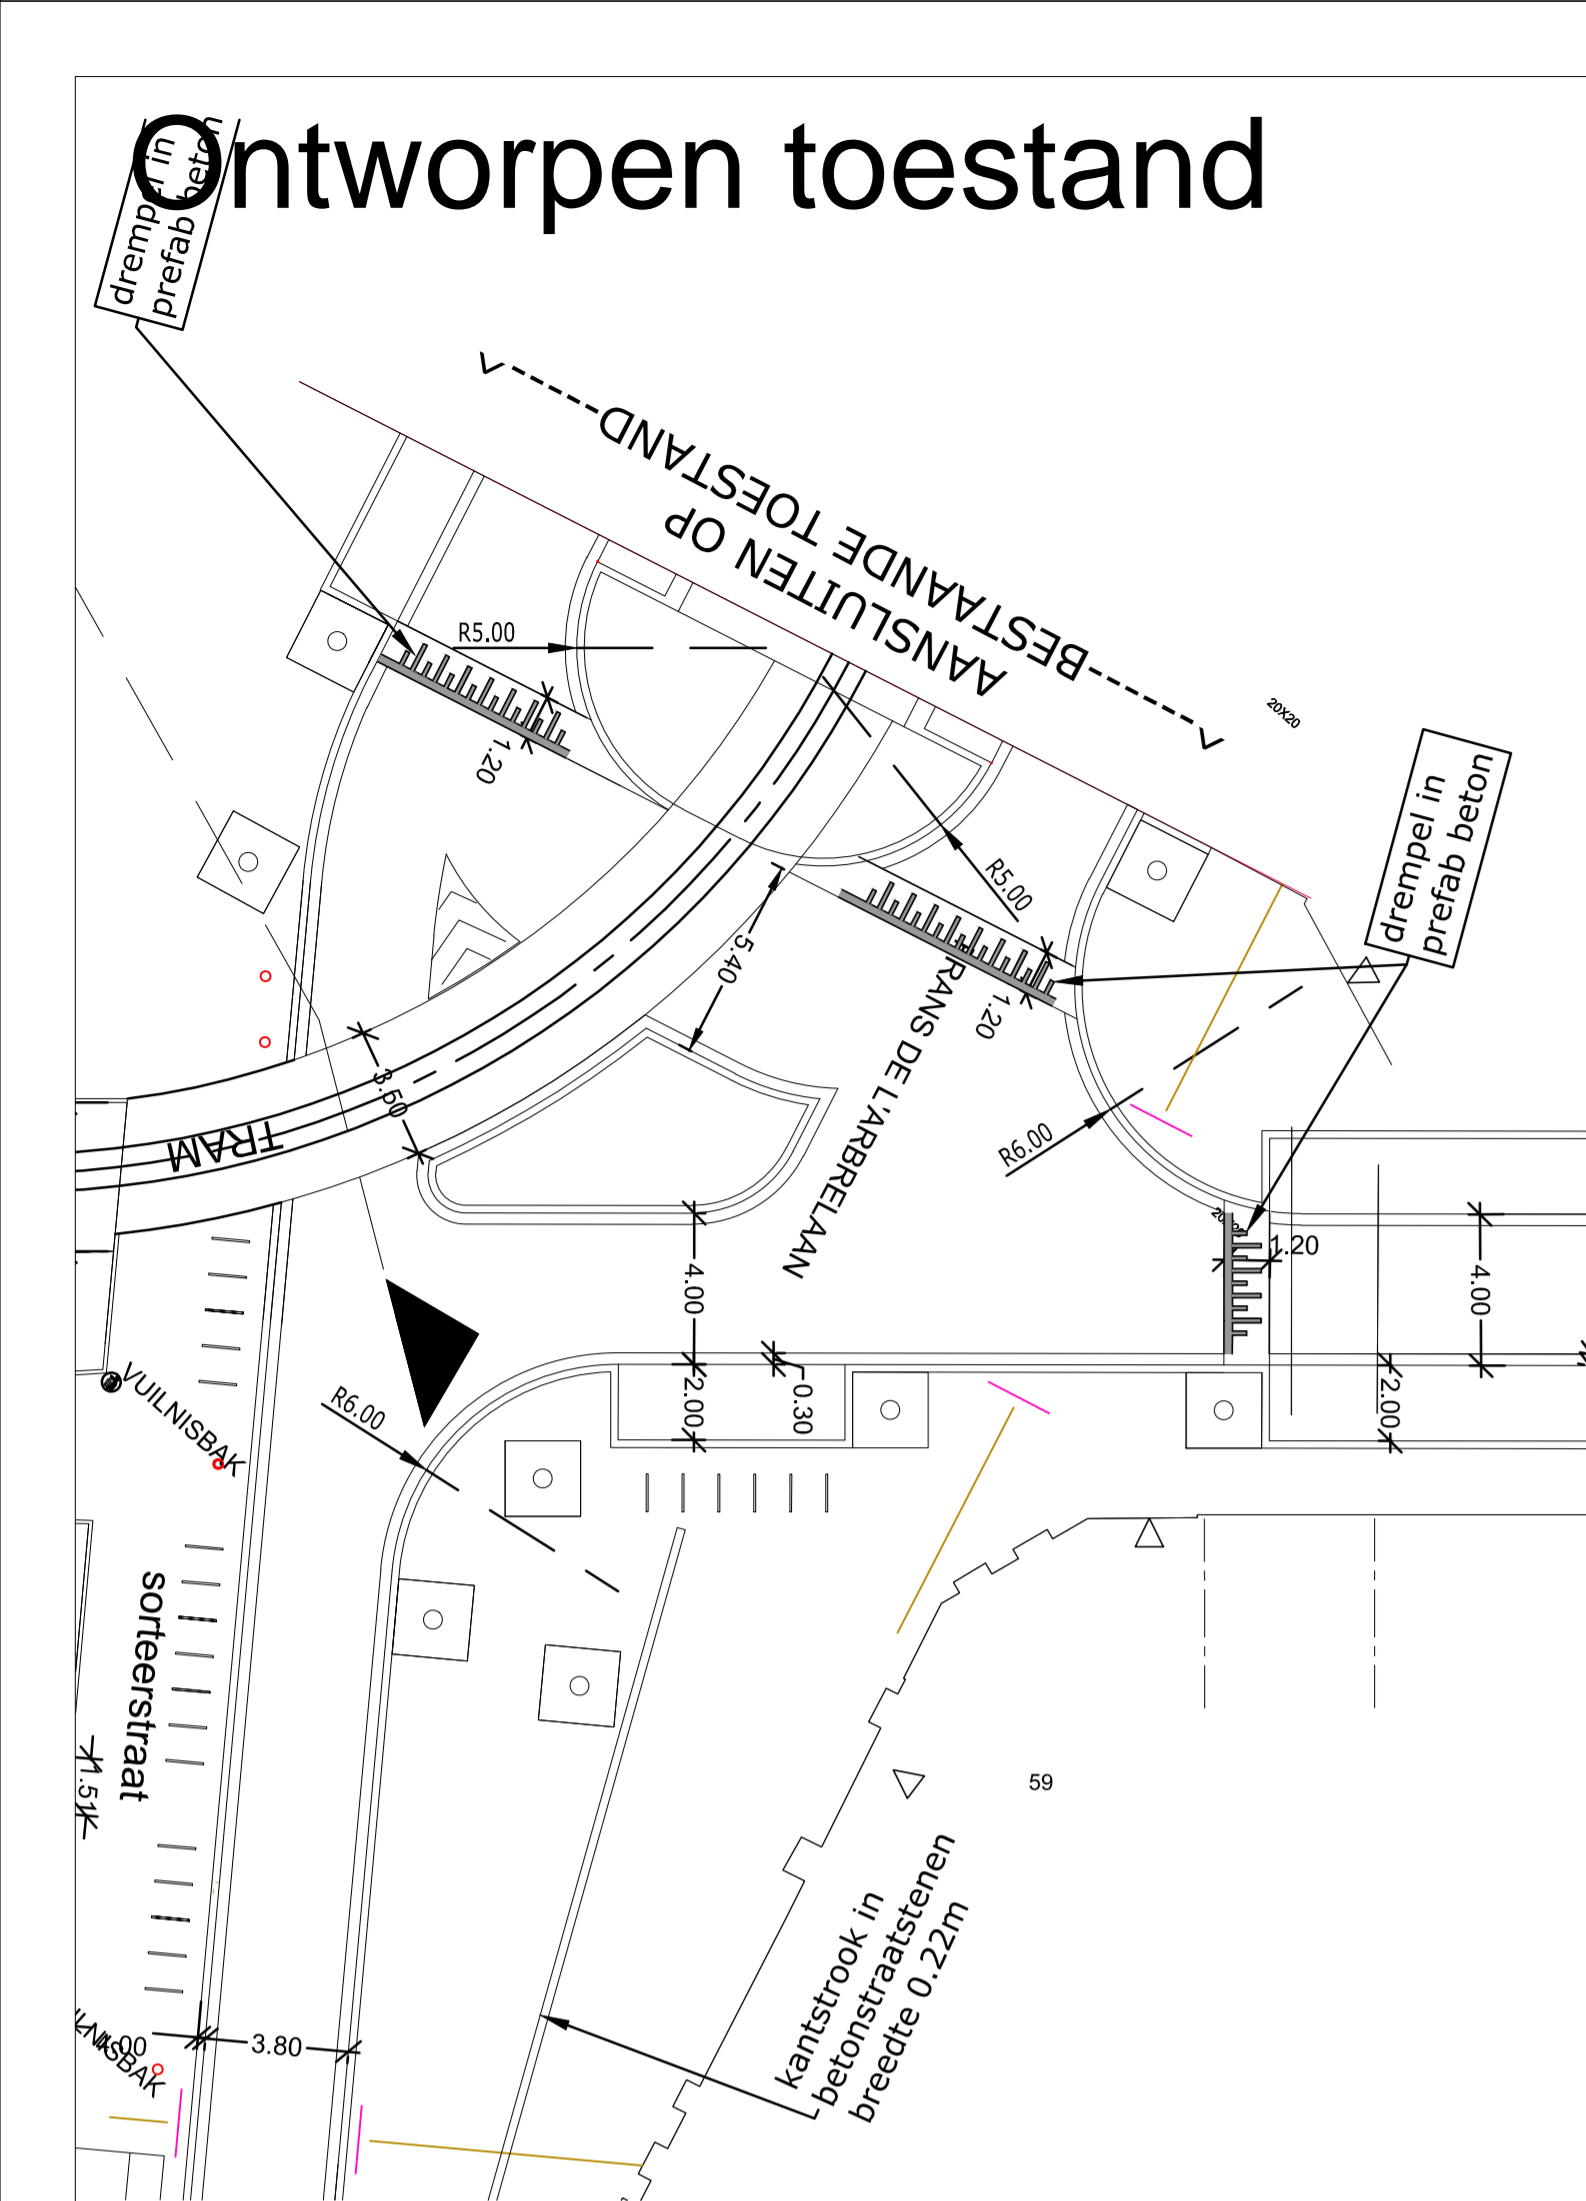 Ontworpen toestand
drempel in
prefab beton
AANSLUITEN OP
BESTAANDE TOESTAND
20X20
R5.00
1.20
drempel in
prefab beton
R5.00
5.40
1.20
RANS DE L'ARBRELAAN
3.50
TRAM
R6.00
1.20
4.00
4.00
VUILNISBAK
R6.00
2.00
0.30
2.00
sorteerstraat
59
kantstrook in
betonstraatstenen
breedte 0.22m
3.80